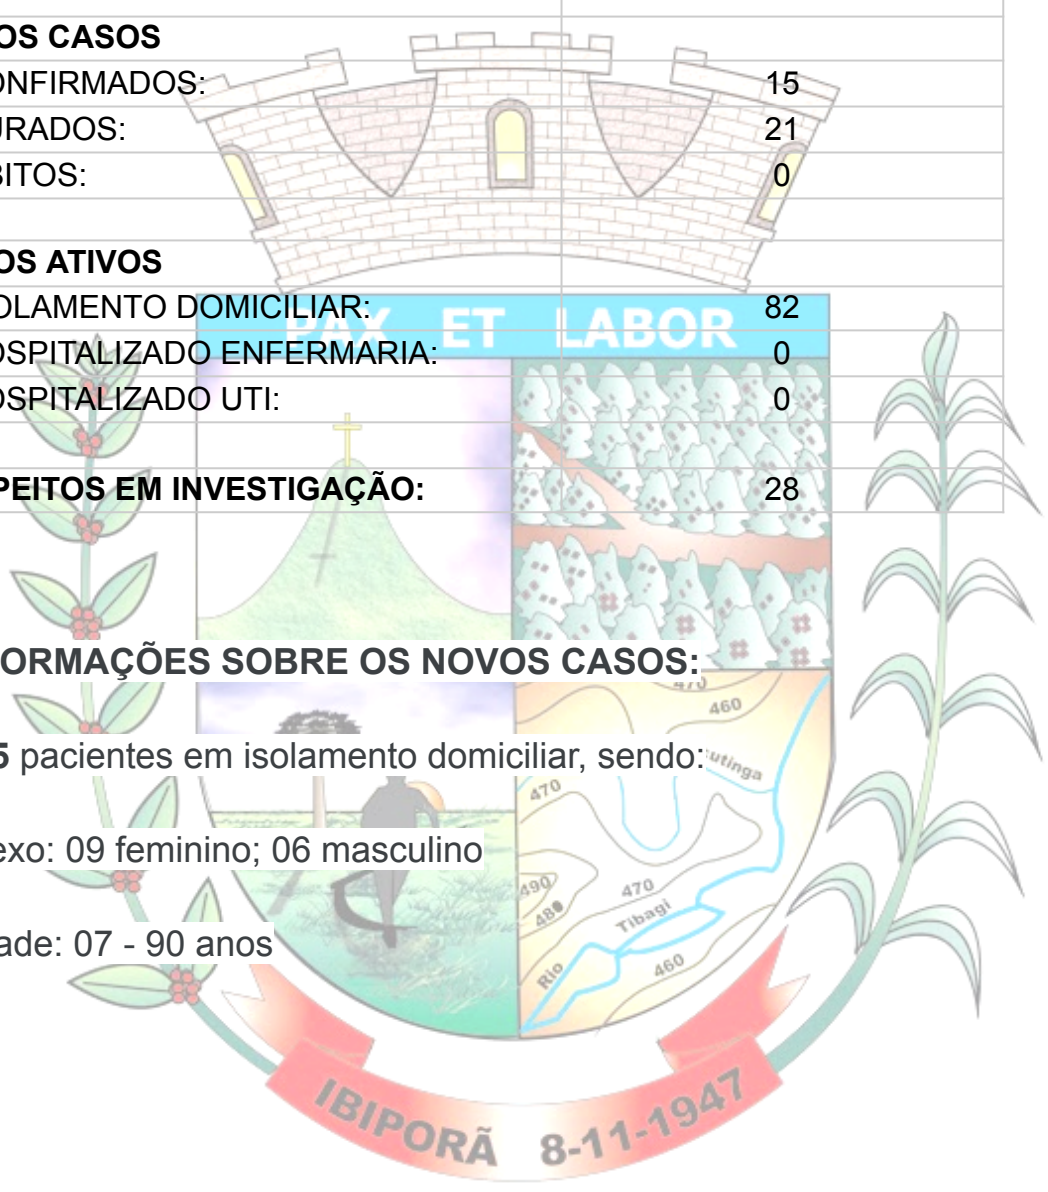 OS CASOS
ONFIRMADOS: 15
URADOS: 21
BITOS: 0
OS ATIVOS
OLAMENTO DOMICILIAR: 82
OSPITALIZADO ENFERMARIA: 0
OSPITALIZADO UTI: 0
PEITOS EM INVESTIGAÇÃO: 28
PAX ET LABOR
ORMAÇÕES SOBRE OS NOVOS CASOS:
470
460
5 pacientes em isolamento domiciliar, sendo:
utinga
470
exo: 09 feminino; 06 masculino
490
480
470
Rio Tibagi
460
ade: 07 - 90 anos
IBIPORÃ 8-11-1947